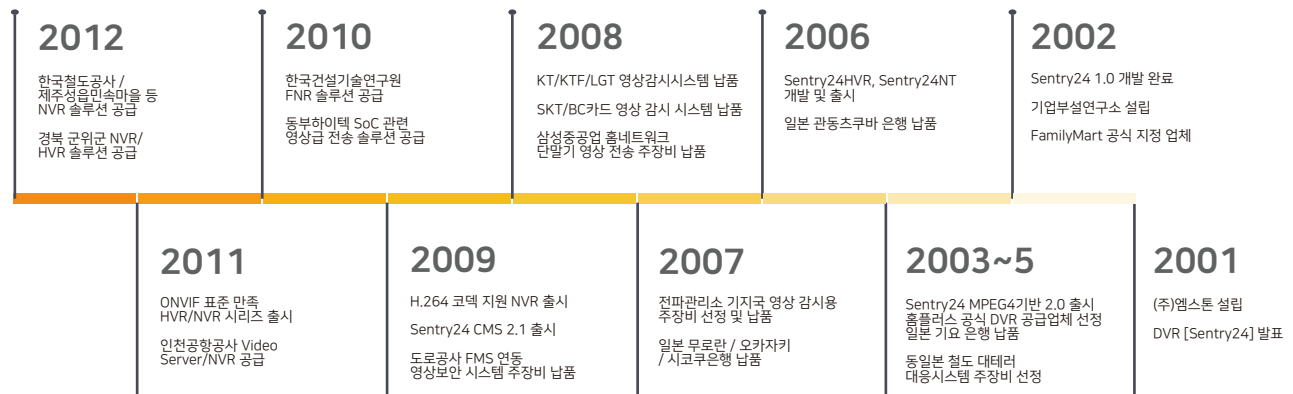 2012
한국철도공사 /
제주성읍민속마을 등
NVR 솔루션 공급
경북 군위군 NVR/
HVR 솔루션 공급
2010
한국건설기술연구원
FNR 솔루션 공급
동부하이텍 SoC 관련
영상급 전송 솔루션 공급
2008
KT/KTF/LGT 영상감시시스템 납품
SKT/BC카드 영상 감시 시스템 납품
삼성중공업 홈네트워크
단말기 영상 전송 주장비 납품
2006
Sentry24HVR, Sentry24NT
개발 및 출시
일본 관동츠쿠바 은행 납품
2002
Sentry24 1.0 개발 완료
기업부설연구소 설립
FamilyMart 공식 지정 업체
2011
ONVIF 표준 만족
HVR/NVR 시리즈 출시
인천공항공사 Video
Server/NVR 공급
2009
H.264 코덱 지원 NVR 출시
Sentry24 CMS 2.1 출시
도로공사 FMS 연동
영상보안 시스템 주장비 납품
2007
전파관리소 기지국 영상 감시용
주장비 선정 및 납품
일본 무로란 / 오카자키
/ 시코쿠은행 납품
2003~5
Sentry24 MPEG4기반 2.0 출시
홈플러스 공식 DVR 공급업체 선정
일본 기요 은행 납품
동일본 철도 대테러
대응시스템 주장비 선정
2001
(주)엠스톤 설립
DVR [Sentry24] 발표